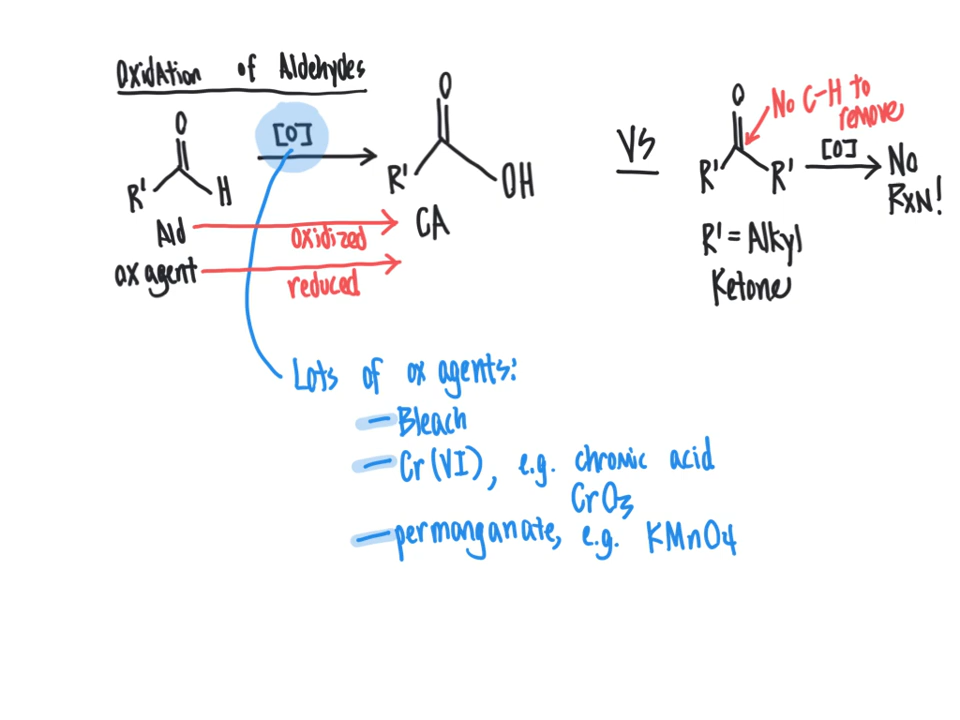 Oxidation of Aldehydes
O
[O]
R' H
Ald
ox agent
oxidized
reduced
O
R' OH
CA
VS
O
No C-H to
remove
R' R'
[O]
No
RXN!
R' = Alkyl
Ketone
Lots of ox agents:
- Bleach
- Cr(VI), e.g. chromic acid
CrO3
- permanganate, e.g. KMnO4